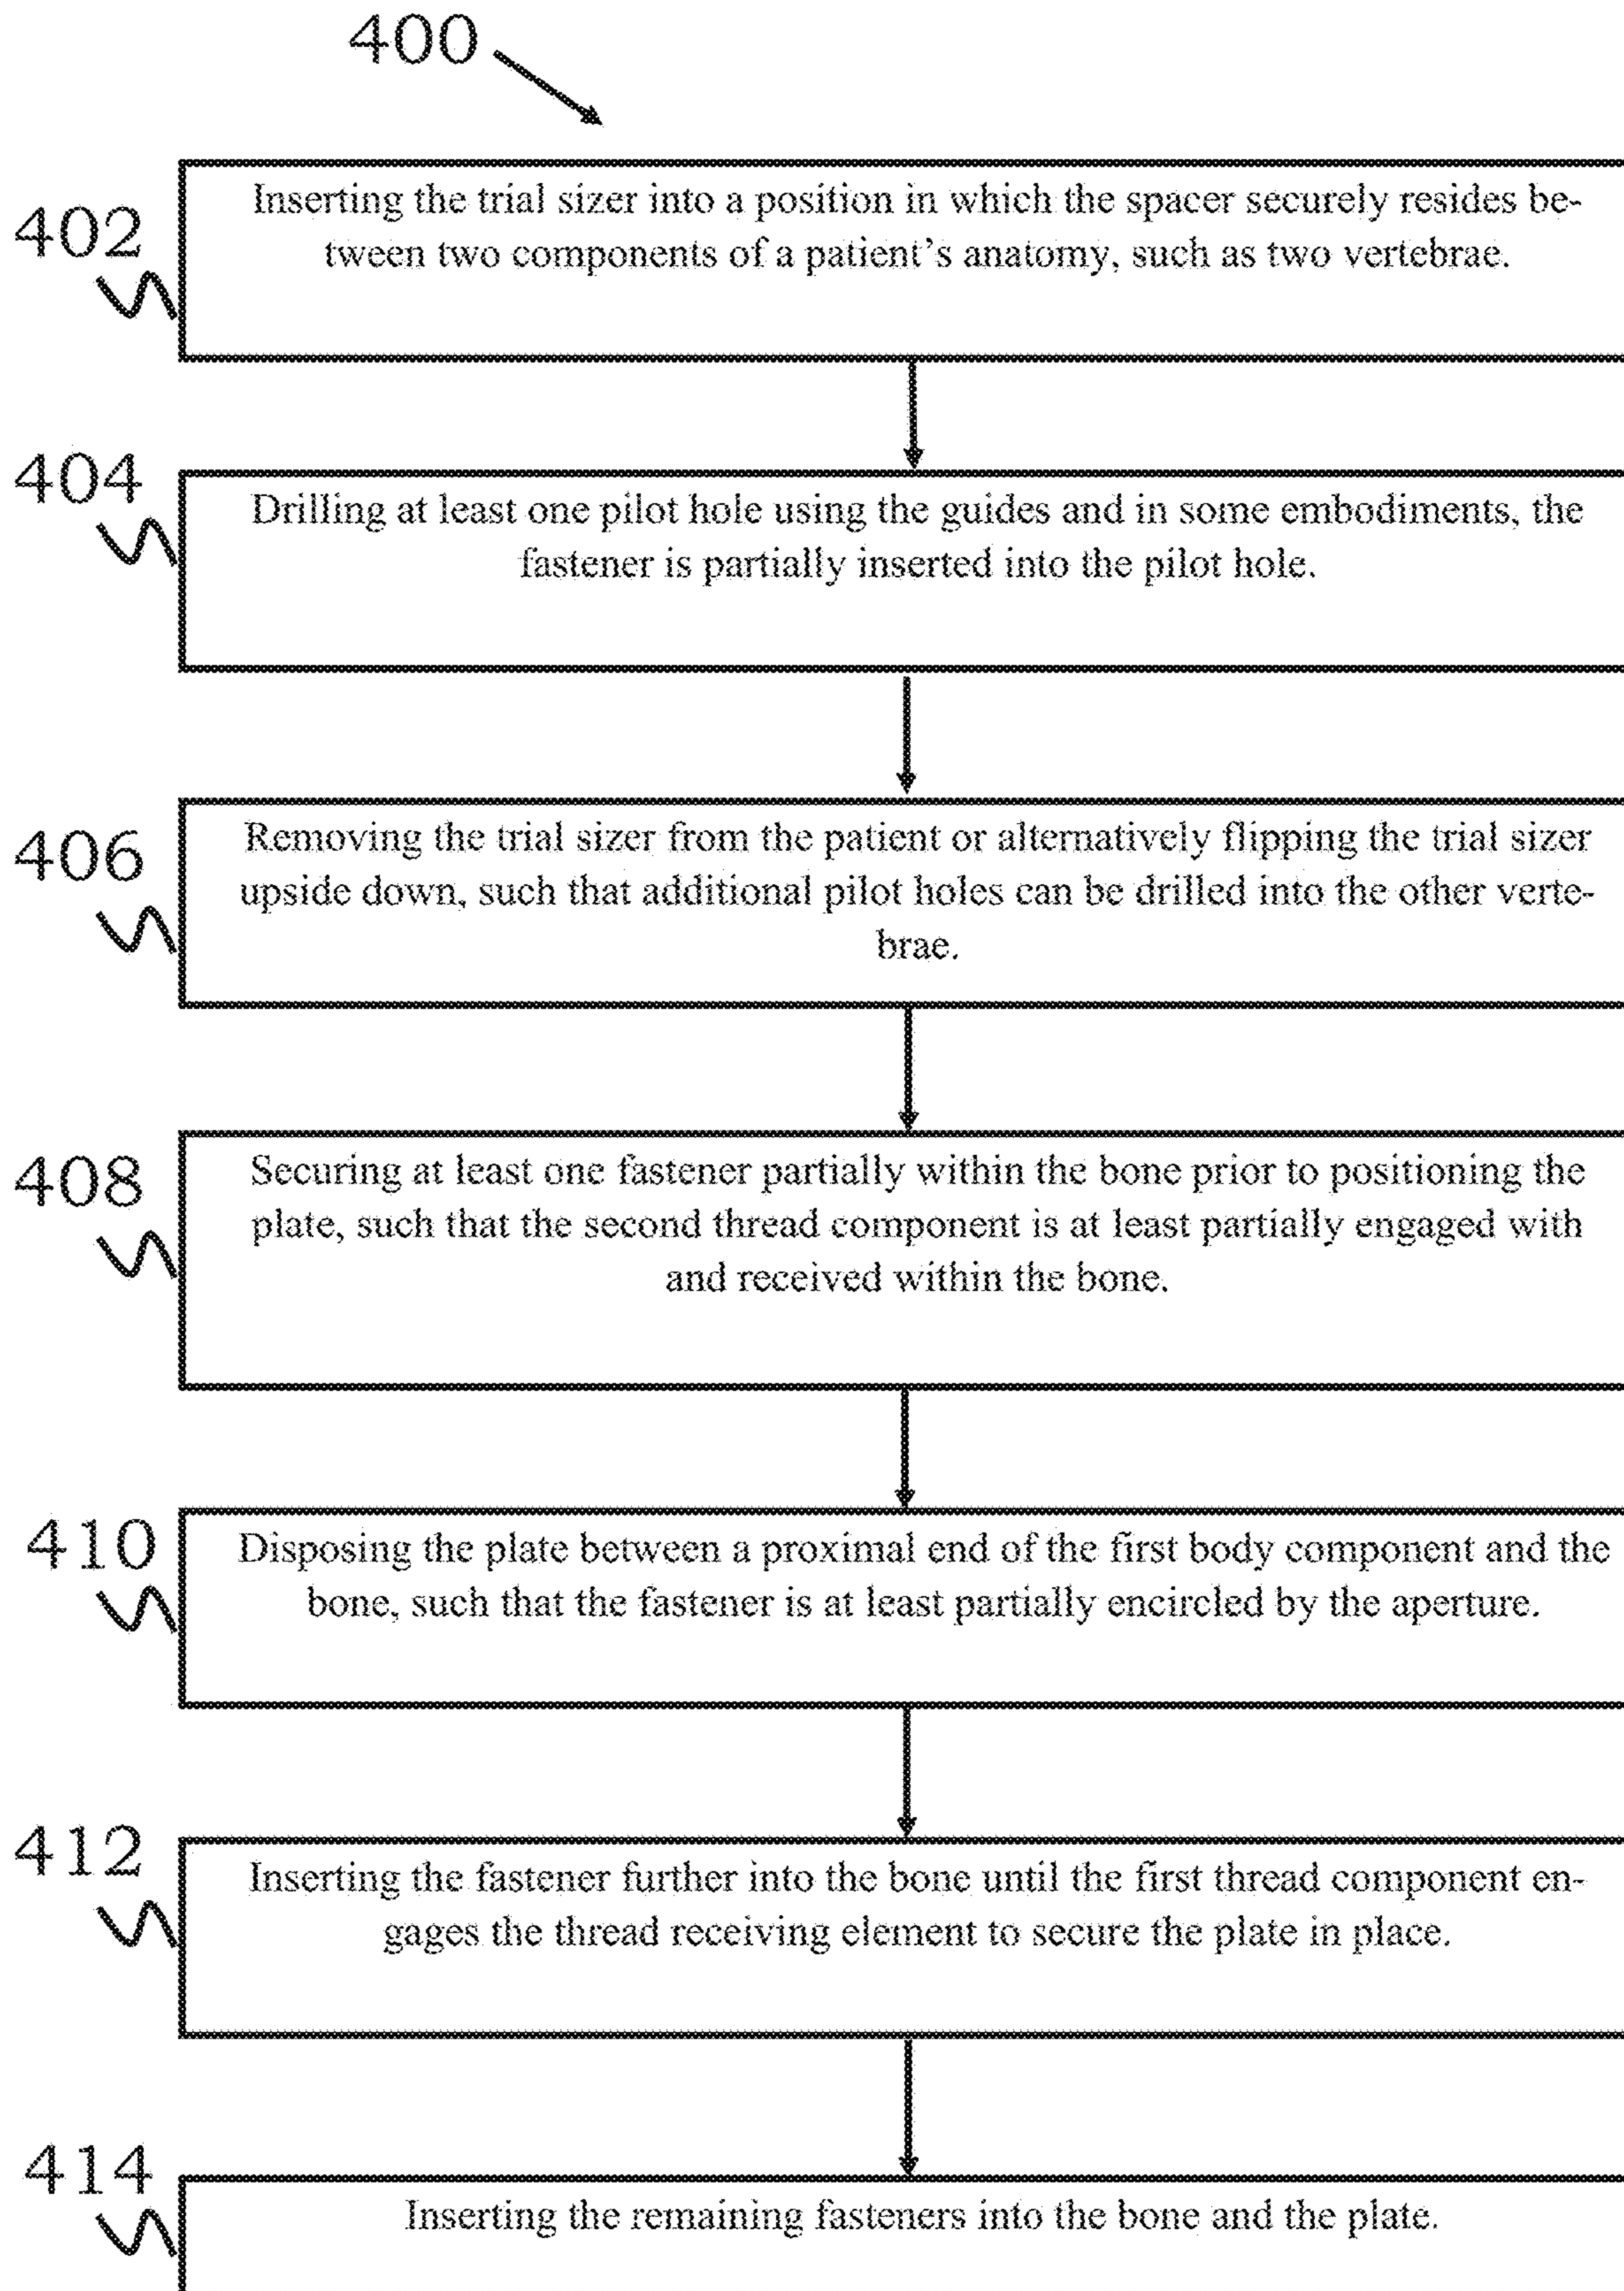 400
402
Inserting the trial sizer into a position in which the spacer securely resides be-
tween two components of a patient's anatomy, such as two vertebrae.
404
Drilling at least one pilot hole using the guides and in some embodiments, the
fastener is partially inserted into the pilot hole.
406
Removing the trial sizer from the patient or alternatively flipping the trial sizer
upside down, such that additional pilot holes can be drilled into the other verte-
brae.
408
Securing at least one fastener partially within the bone prior to positioning the
plate, such that the second thread component is at least partially engaged with
and received within the bone.
410
Disposing the plate between a proximal end of the first body component and the
bone, such that the fastener is at least partially encircled by the aperture.
412
Inserting the fastener further into the bone until the first thread component en-
gages the thread receiving element to secure the plate in place.
414
Inserting the remaining fasteners into the bone and the plate.